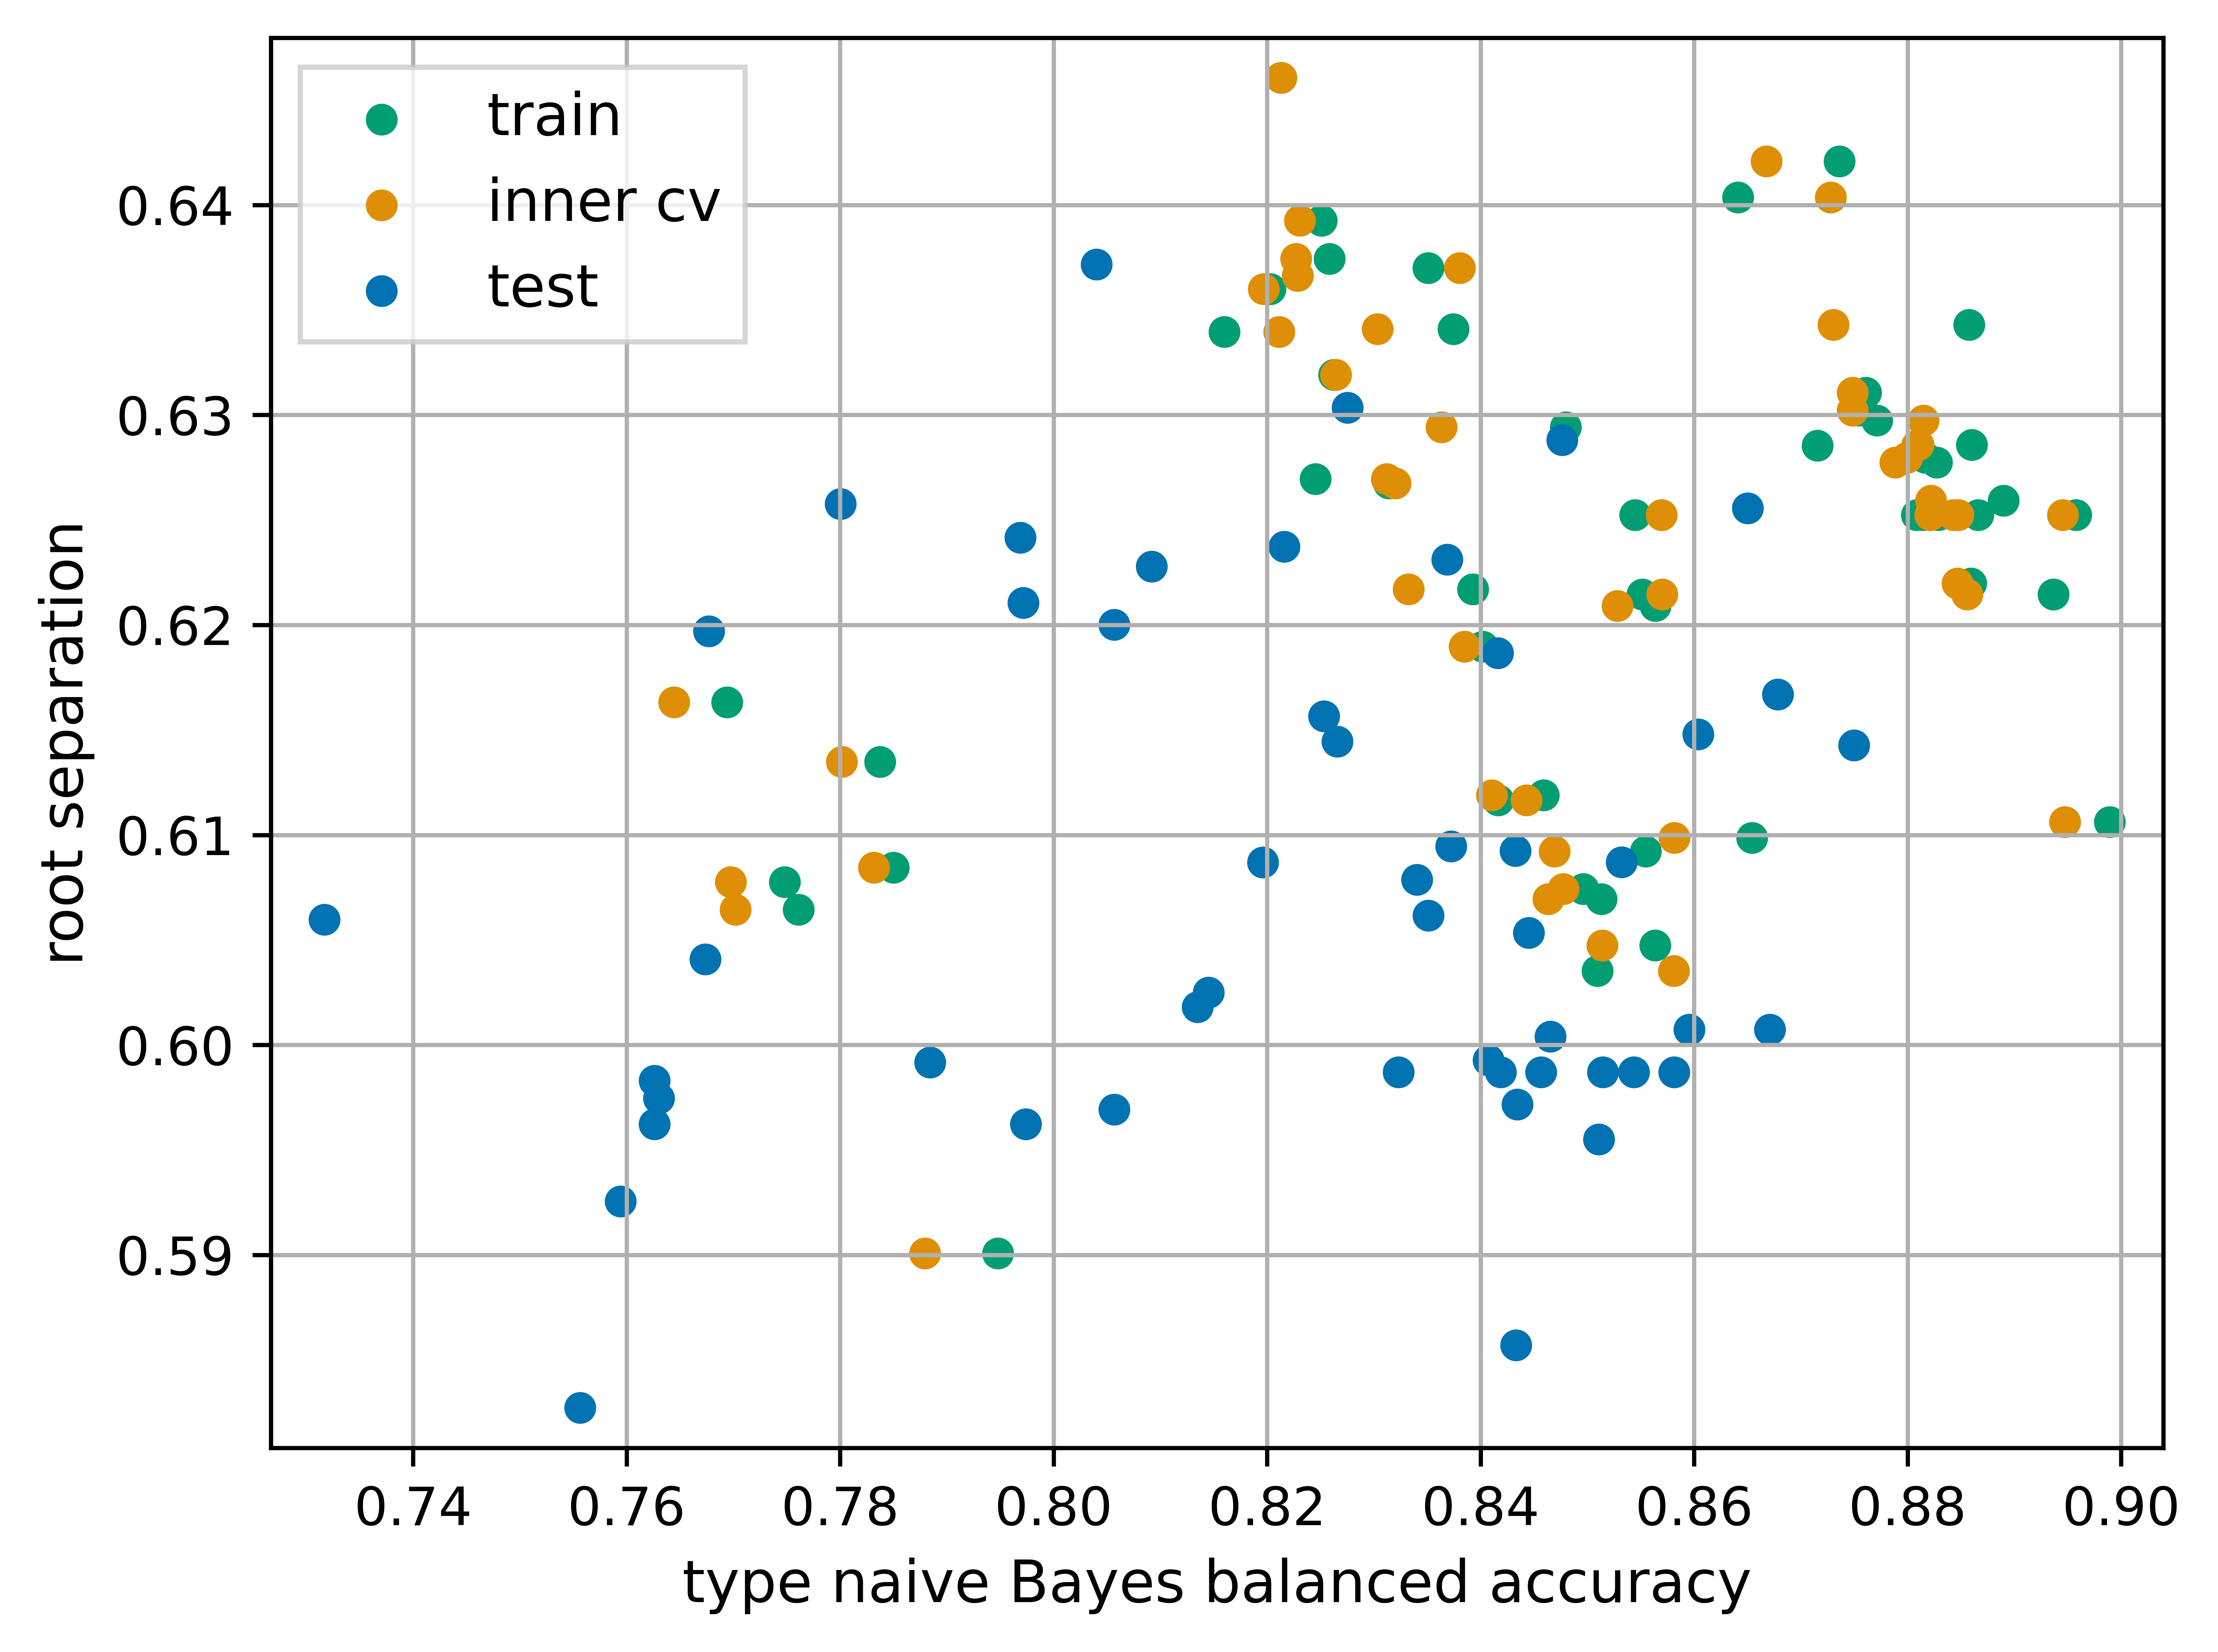 train
inner cv
test
root separation
0.64
0.63
0.62
0.61
0.60
0.59
0.74 0.76 0.78 0.80 0.82 0.84 0.86 0.88 0.90
type naive Bayes balanced accuracy